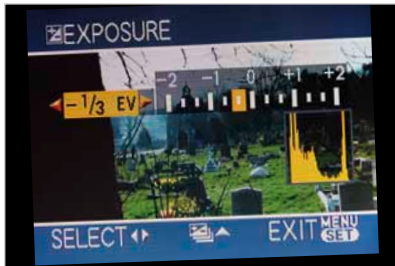 EXPOSURE
-2 -1 0 +1 +2
-1/3 EV
SELECT
EXIT MENU SET